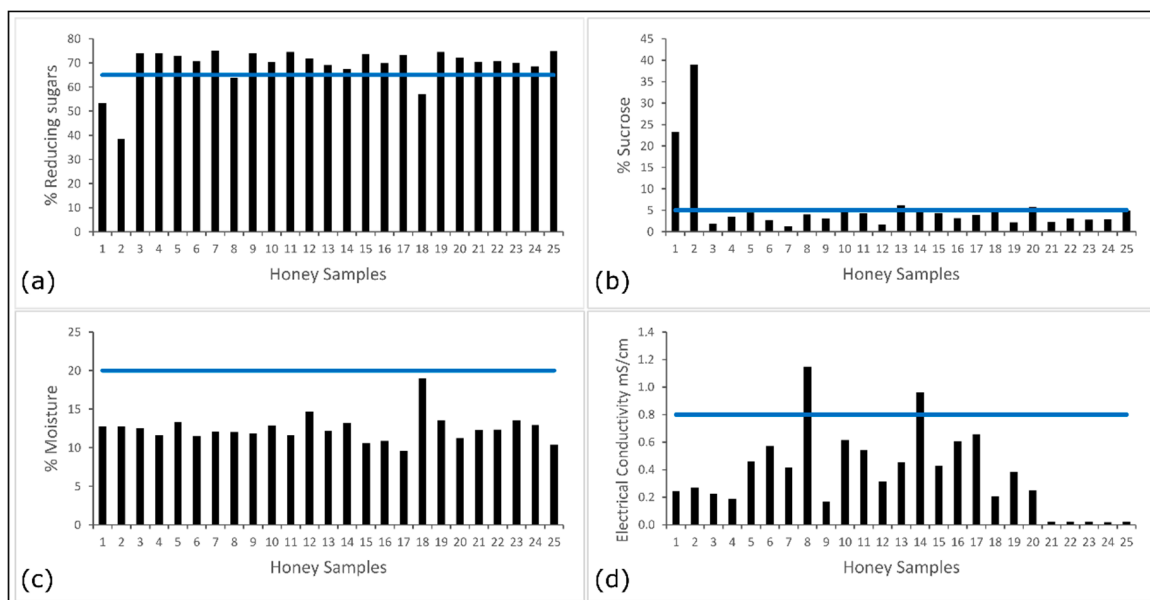 80
70
60
50
40
30
20
10
0
% Reducing sugars
1 2 3 4 5 6 7 8 9 10 11 12 13 14 15 16 17 18 19 20 21 22 23 24 25
Honey Samples
(a)
45
40
35
30
25
20
15
10
5
0
% Sucrose
1 2 3 4 5 6 7 8 9 10 11 12 13 14 15 16 17 18 19 20 21 22 23 24 25
Honey Samples
(b)
25
20
15
10
5
0
% Moisture
1 2 3 4 5 6 7 8 9 10 11 12 13 14 15 16 17 18 19 20 21 22 23 24 25
Honey Samples
(c)
1.4
1.2
1.0
0.8
0.6
0.4
0.2
0.0
Electrical Conductivity mS/cm
1 2 3 4 5 6 7 8 9 10 11 12 13 14 15 16 17 18 19 20 21 22 23 24 25
Honey Samples
(d)